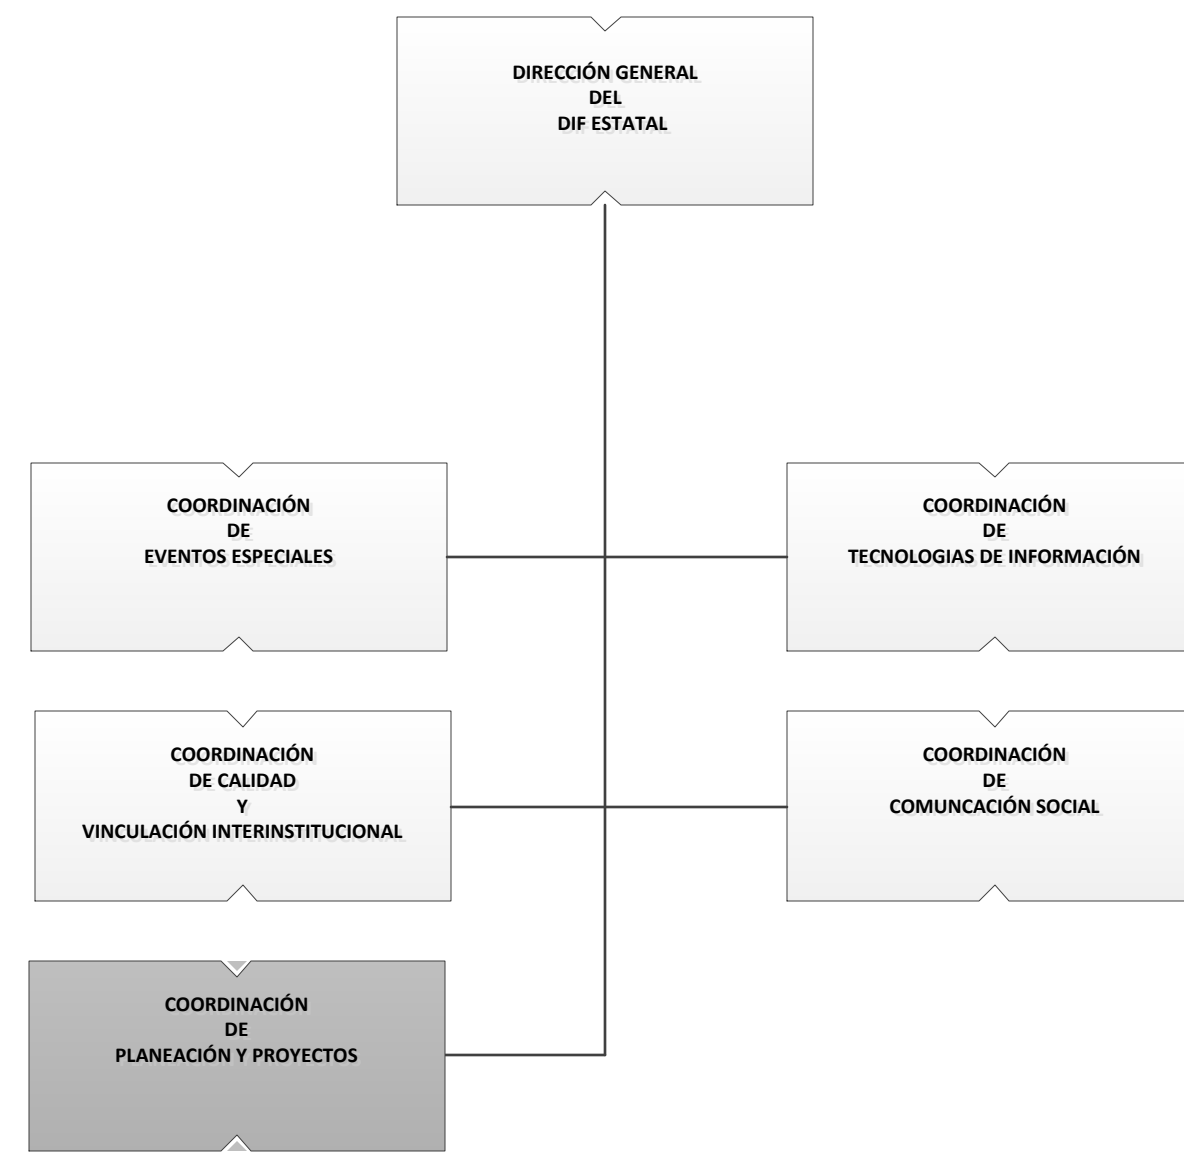 DIRECCIÓN GENERAL
DEL
DIF ESTATAL
COORDINACIÓN
DE
EVENTOS ESPECIALES
COORDINACIÓN
DE
TECNOLOGIAS DE INFORMACIÓN
COORDINACIÓN
DE CALIDAD
Y
VINCULACIÓN INTERINSTITUCIONAL
COORDINACIÓN
DE
COMUNCACIÓN SOCIAL
COORDINACIÓN
DE
PLANEACIÓN Y PROYECTOS